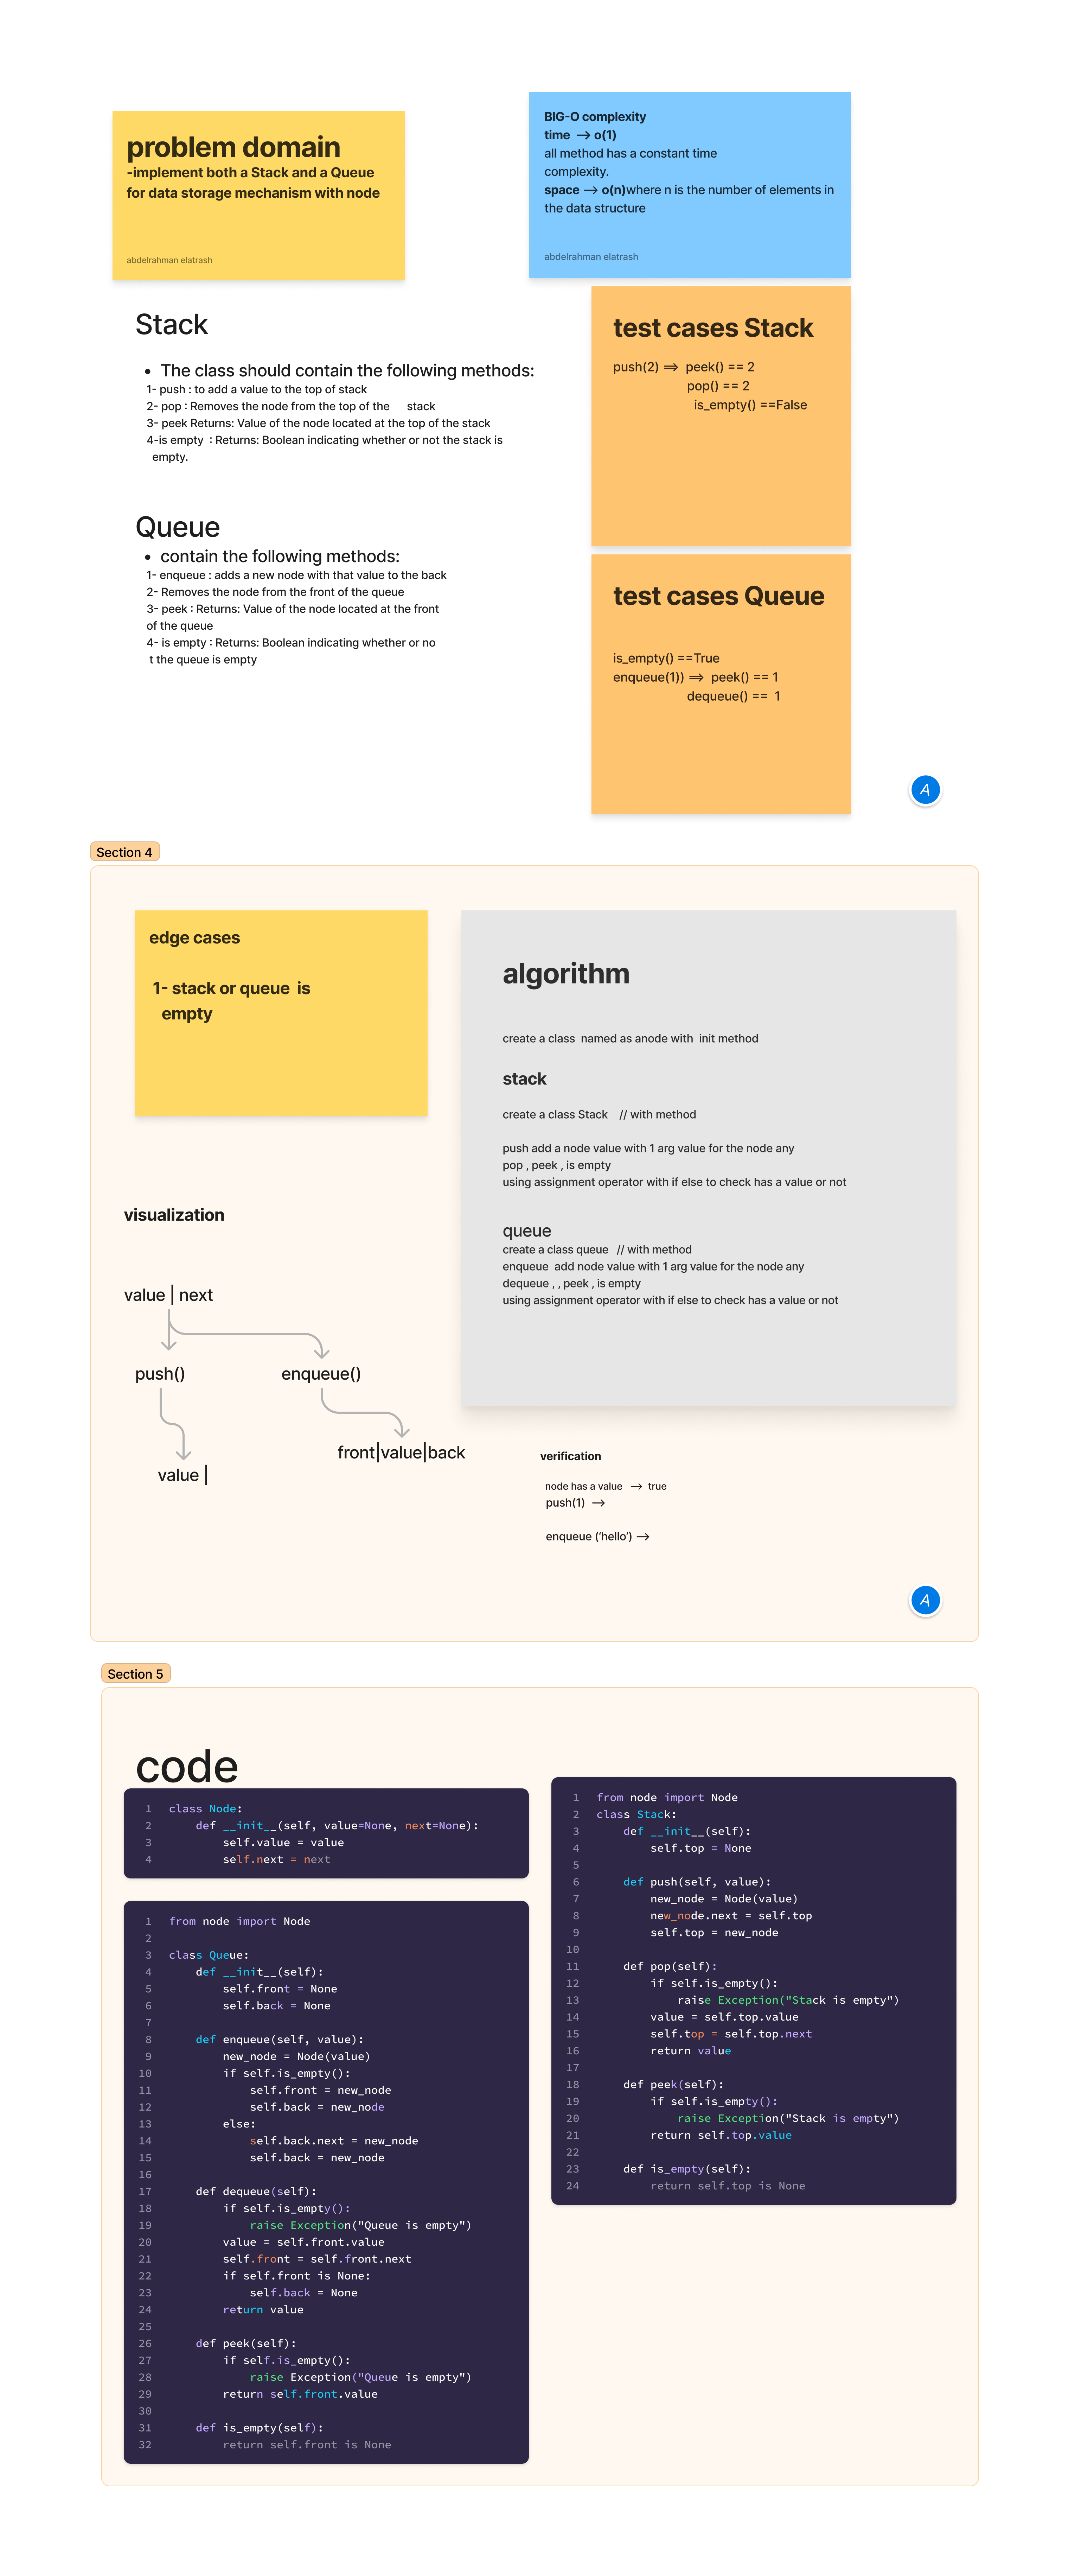 problem domain
-implement both a Stack and a Queue
for data storage mechanism with node
abdelrahman elatrash
BIG-O complexity
time → o(1)
all method has a constant time
complexity.
space → o(n)where n is the number of elements in
the data structure
abdelrahman elatrash
Stack
• The class should contain the following methods:
1- push : to add a value to the top of stack
2- pop : Removes the node from the top of the stack
3- peek Returns: Value of the node located at the top of the stack
4-is empty : Returns: Boolean indicating whether or not the stack is
empty.
Queue
• contain the following methods:
1- enqueue : adds a new node with that value to the back
2- Removes the node from the front of the queue
3- peek : Returns: Value of the node located at the front
of the queue
4- is empty : Returns: Boolean indicating whether or no
t the queue is empty
test cases Stack
push(2) ⟹ peek() == 2
pop() == 2
is_empty() ==False
test cases Queue
is_empty() ==True
enqueue(1)) ⟹ peek() == 1
dequeue() == 1
A
Section 4
edge cases
1- stack or queue is
empty
algorithm
create a class named as anode with init method
stack
create a class Stack // with method
push add a node value with 1 arg value for the node any
pop , peek , is empty
using assignment operator with if else to check has a value or not
queue
create a class queue // with method
enqueue add node value with 1 arg value for the node any
dequeue , , peek , is empty
using assignment operator with if else to check has a value or not
visualization
value | next
push()
enqueue()
front|value|back
value |
verification
node has a value → true
push(1) →
enqueue (‘hello’) →
A
Section 5
code
1 class Node:
2     def __init__(self, value=None, next=None):
3         self.value = value
4         self.next = next
1 from node import Node
2
3 class Queue:
4     def __init__(self):
5         self.front = None
6         self.back = None
7
8     def enqueue(self, value):
9         new_node = Node(value)
10         if self.is_empty():
11             self.front = new_node
12             self.back = new_node
13         else:
14             self.back.next = new_node
15             self.back = new_node
16
17     def dequeue(self):
18         if self.is_empty():
19             raise Exception("Queue is empty")
20         value = self.front.value
21         self.front = self.front.next
22         if self.front is None:
23             self.back = None
24         return value
25
26     def peek(self):
27         if self.is_empty():
28             raise Exception("Queue is empty")
29         return self.front.value
30
31     def is_empty(self):
32         return self.front is None
1 from node import Node
2 class Stack:
3     def __init__(self):
4         self.top = None
5
6     def push(self, value):
7         new_node = Node(value)
8         new_node.next = self.top
9         self.top = new_node
10
11     def pop(self):
12         if self.is_empty():
13             raise Exception("Stack is empty")
14         value = self.top.value
15         self.top = self.top.next
16         return value
17
18     def peek(self):
19         if self.is_empty():
20             raise Exception("Stack is empty")
21         return self.top.value
22
23     def is_empty(self):
24         return self.top is None